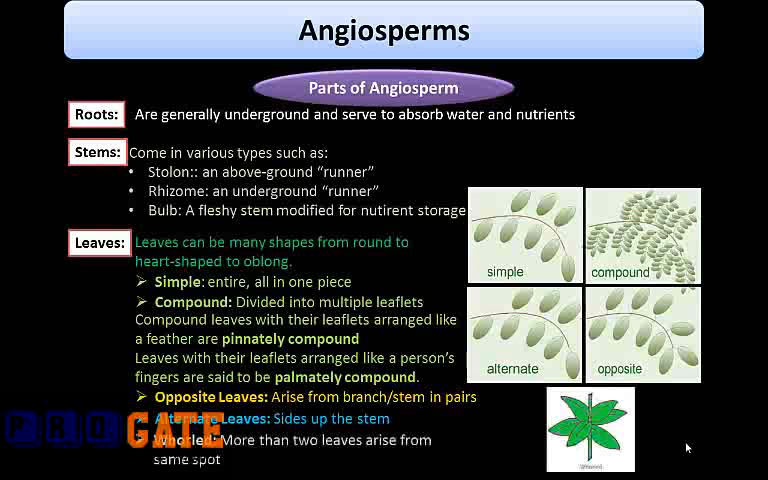 Angiosperms
Parts of Angiosperm
Roots: Are generally underground and serve to absorb water and nutrients
Stems: Come in various types such as:
• Stolon:: an above-ground “runner”
• Rhizome: an underground “runner”
• Bulb: A fleshy stem modified for nutirent storage
Leaves: Leaves can be many shapes from round to
heart-shaped to oblong.
➢ Simple: entire, all in one piece
➢ Compound: Divided into multiple leaflets
Compound leaves with their leaflets arranged like
a feather are pinnately compound
Leaves with their leaflets arranged like a person’s
fingers are said to be palmately compound.
➢ Opposite Leaves: Arise from branch/stem in pairs
➢ Alternate Leaves: Sides up the stem
➢ Whorled: More than two leaves arise from
same spot
simple
compound
alternate
opposite
Whorled
PRO GATE